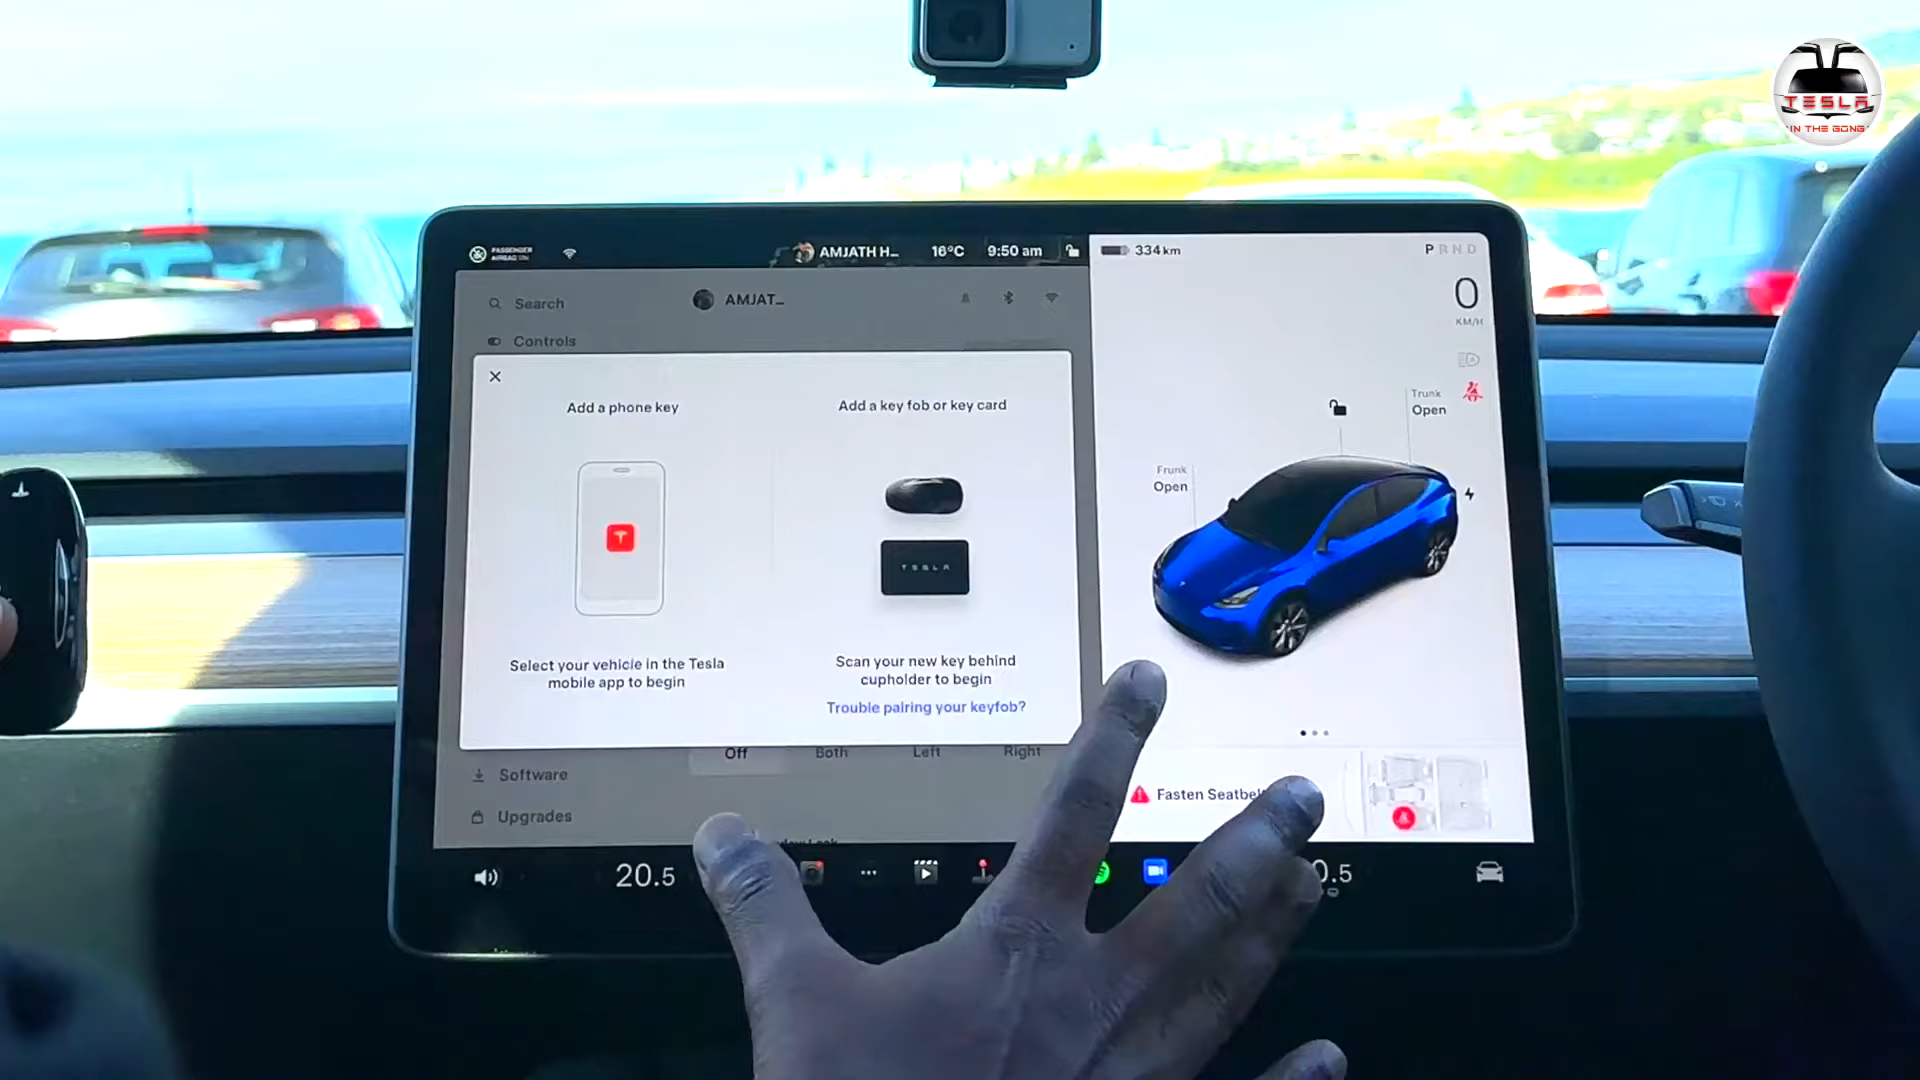 TESLA
IN THE GONG
PASSENGER
AIRBAG ON
AMJATH H...
16°C
9:50 am
334 km
P R N D
Search
AMJAT...
0
KM/H
Controls
Add a phone key
Add a key fob or key card
Trunk
Open
Frunk
Open
TESLA
Select your vehicle in the Tesla
mobile app to begin
Scan your new key behind
cupholder to begin
Trouble pairing your keyfob?
Off
Both
Left
Right
Software
Fasten
Upgrades
20.5